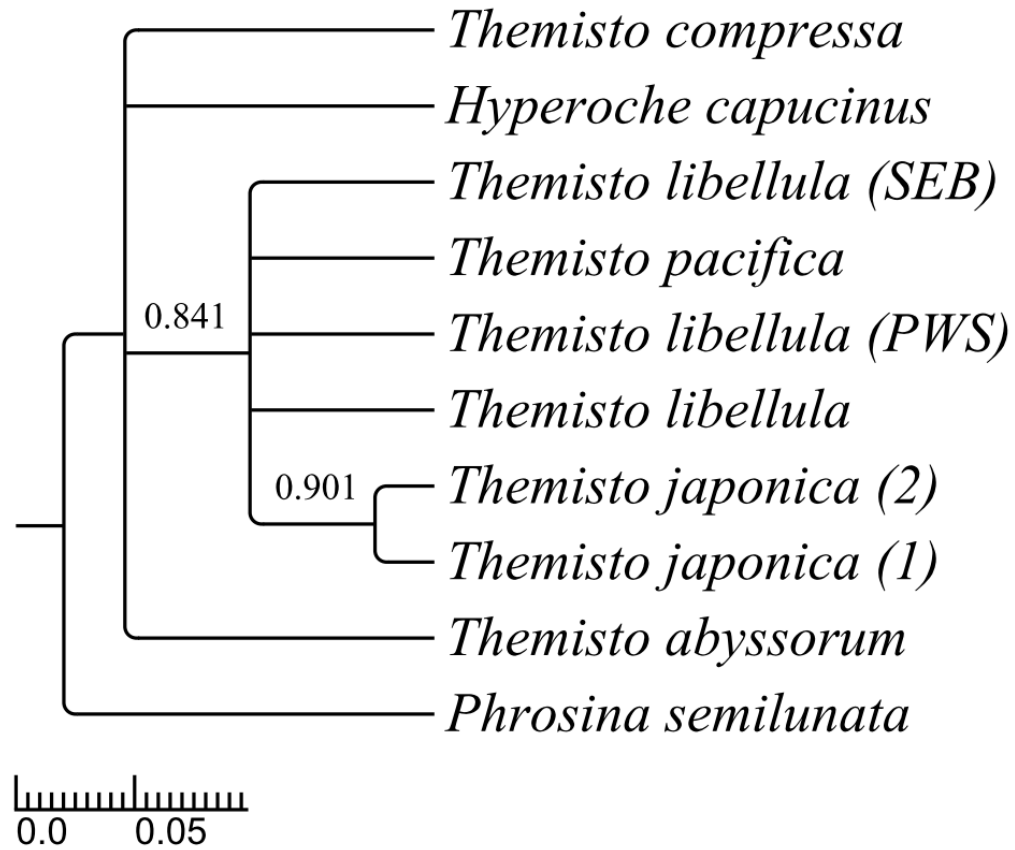 Themisto compressa
Hyperoche capucinus
Themisto libellula (SEB)
Themisto pacifica
0.841
Themisto libellula (PWS)
Themisto libellula
0.901
Themisto japonica (2)
Themisto japonica (1)
Themisto abyssorum
Phrosina semilunata
0.0 0.05